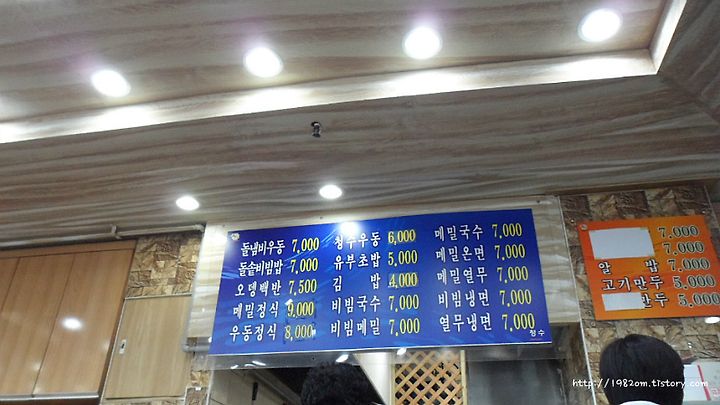 돌냄비우동 7,000 청수우동 6,000 메밀국수 7,000
돌솥비빔밥 7,000 유부초밥 5,000 메밀온면 7,000
오뎅백반 7,500 김 밥 4,000 메밀열무 7,000
메밀정식 9,000 비빔국수 7,000 비빔냉면 7,000
우동정식 8,000 비빔메밀 7,000 열무냉면 7,000
청수
7,000
7,000
알 밥 7,000
고기만두 5,000
만두 5,000
http://1982om.tistory.com